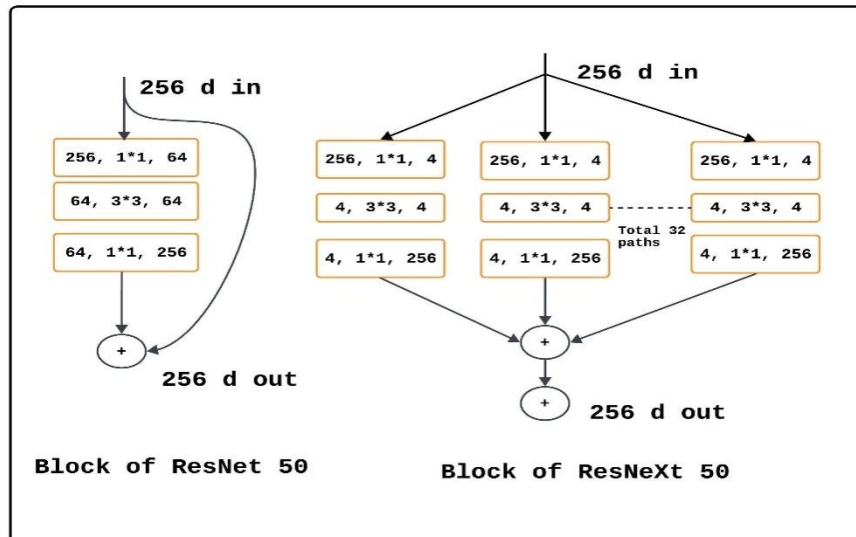 256 d in
256, 1*1, 64
64, 3*3, 64
64, 1*1, 256
+
256 d out
Block of ResNet 50
256 d in
256, 1*1, 4
256, 1*1, 4
256, 1*1, 4
4, 3*3, 4
4, 3*3, 4
4, 3*3, 4
Total 32
paths
4, 1*1, 256
4, 1*1, 256
4, 1*1, 256
+
+
256 d out
Block of ResNeXt 50